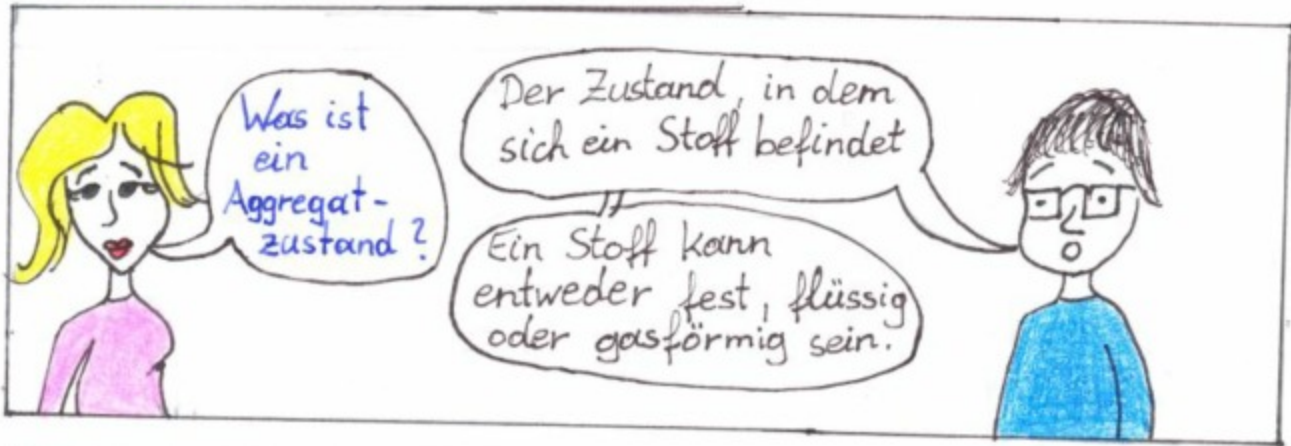 Was ist
ein
Aggregat-
zustand?
Der Zustand, in dem
sich ein Stoff befindet
Ein Stoff kann
entweder fest, flüssig
oder gasförmig sein.